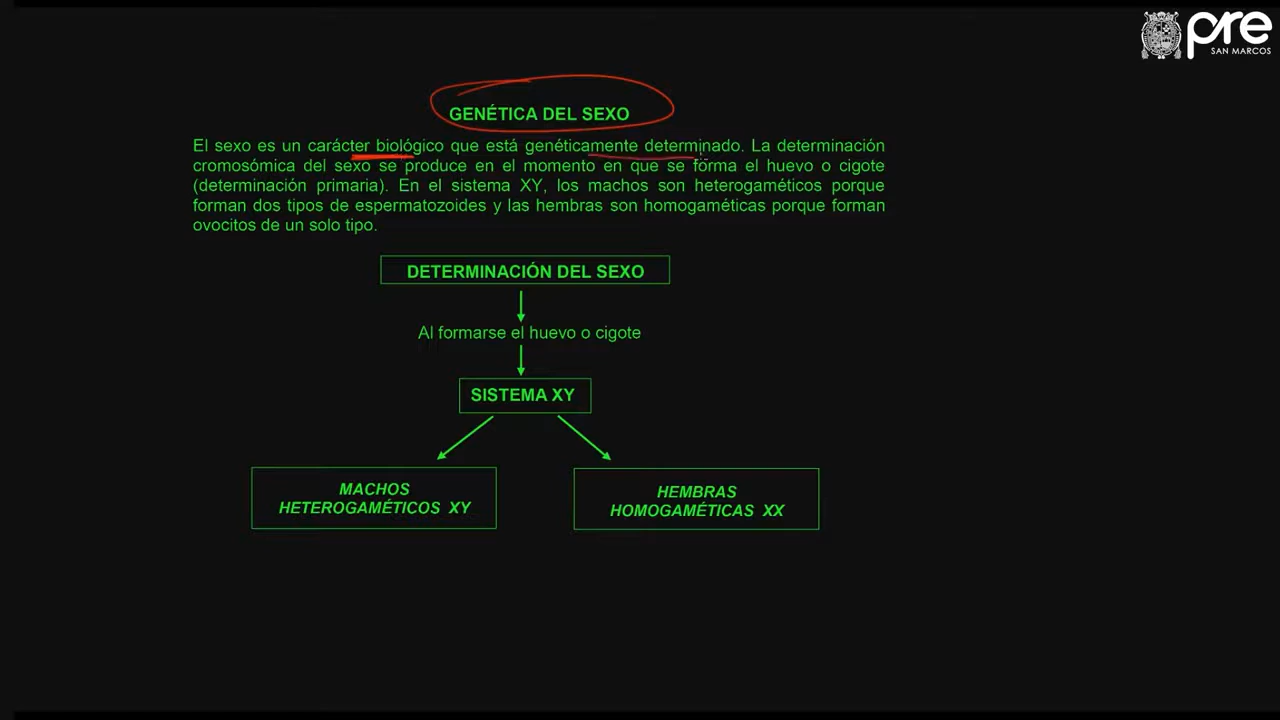 pre
SAN MARCOS
GENÉTICA DEL SEXO
El sexo es un carácter biológico que está genéticamente determinado. La determinación
cromosómica del sexo se produce en el momento en que se forma el huevo o cigote
(determinación primaria). En el sistema XY, los machos son heterogaméticos porque
forman dos tipos de espermatozoides y las hembras son homogaméticas porque forman
ovocitos de un solo tipo.
DETERMINACIÓN DEL SEXO
Al formarse el huevo o cigote
SISTEMA XY
MACHOS
HETEROGAMÉTICOS XY
HEMBRAS
HOMOGAMÉTICAS XX